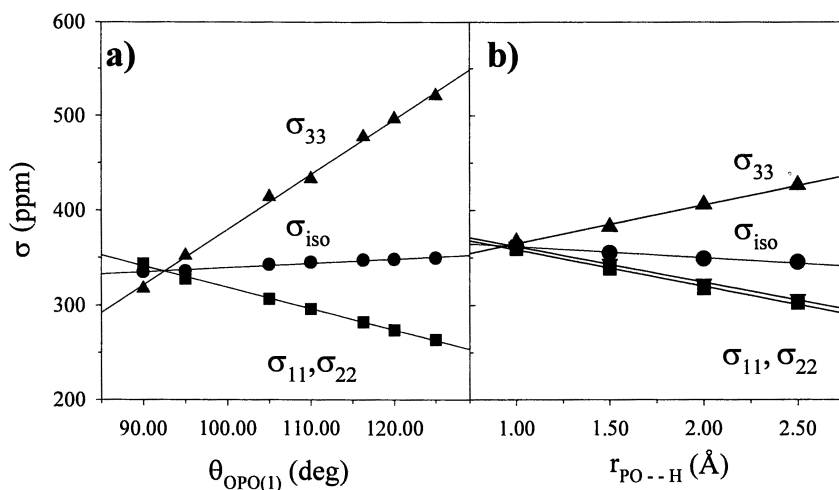 600
500
400
300
200
σ (ppm)
a)
σ33
σiso
σ11,σ22
90.00 100.00 110.00 120.00
θOPO(1) (deg)
b)
σ33
σiso
σ11, σ22
1.00 1.50 2.00 2.50
rPO--H (Å)